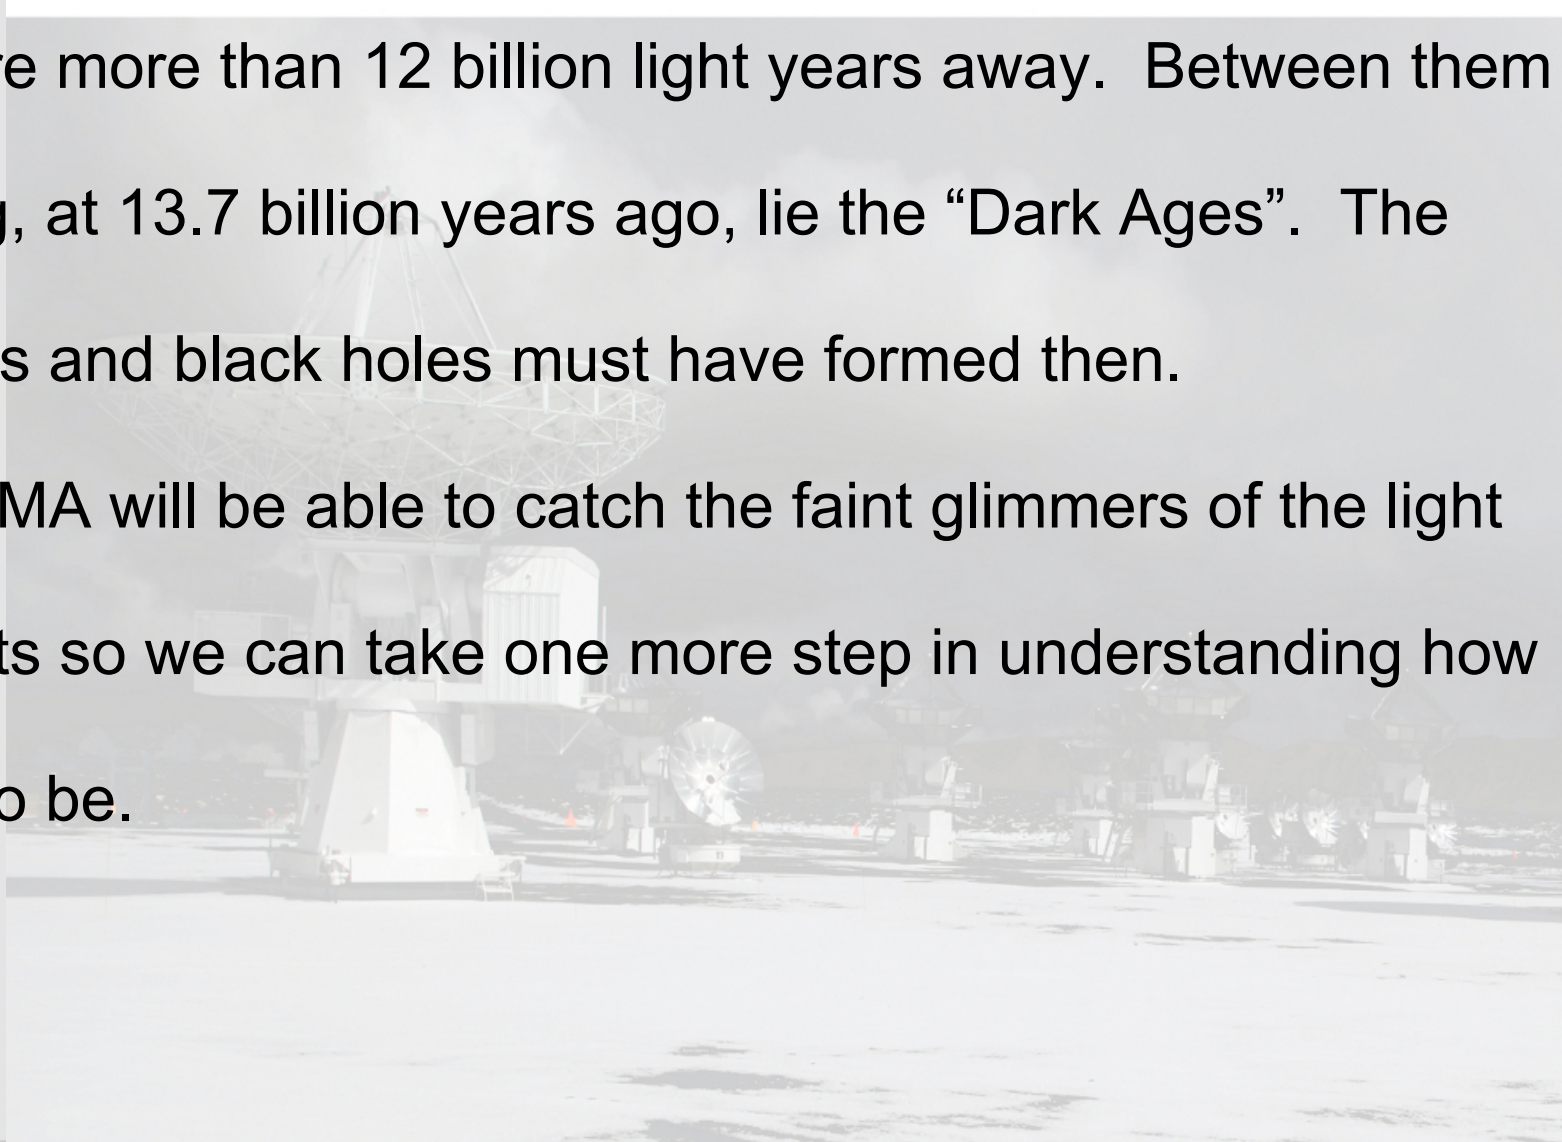 re more than 12 billion light years away.  Between them
, at 13.7 billion years ago, lie the “Dark Ages”.  The
s and black holes must have formed then.
MA will be able to catch the faint glimmers of the light
ts so we can take one more step in understanding how
o be.